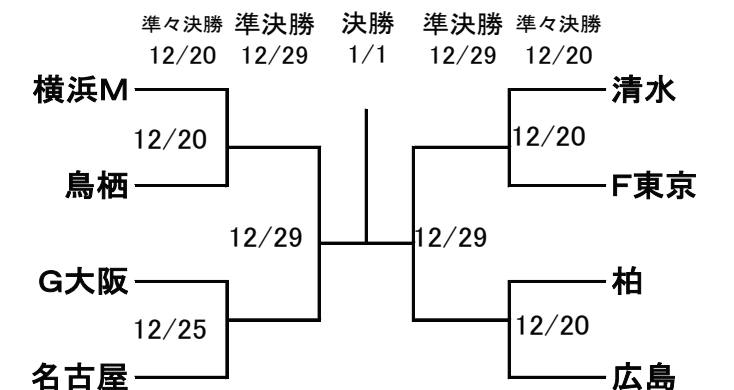 準々決勝 準決勝 決勝 準決勝 準々決勝
12/20 12/29 1/1 12/29 12/20
横浜M 清水
12/20 12/20
鳥栖 F東京
12/29 12/29
G大阪 柏
12/25 12/20
名古屋 広島